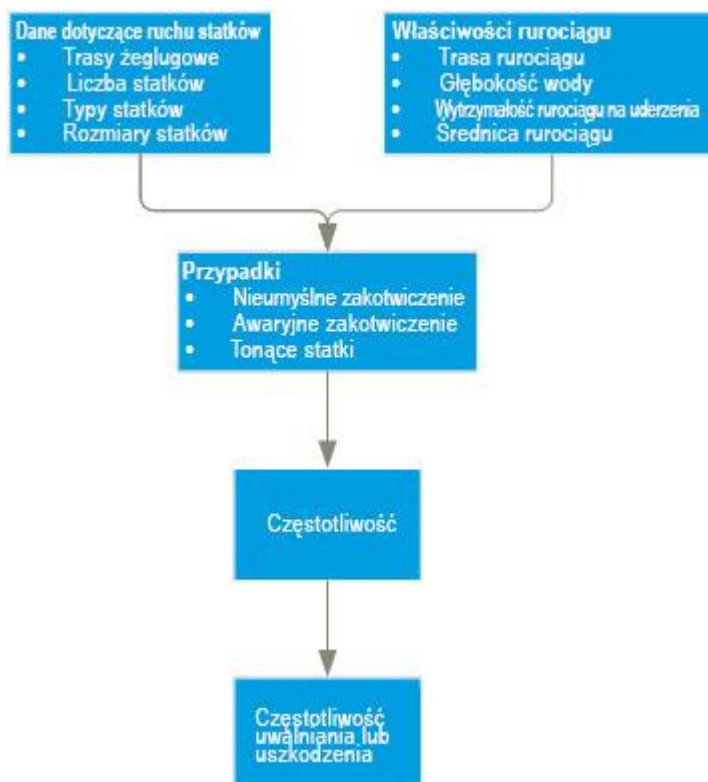 Dane dotyczące ruchu statków
• Trasy żeglugowe
• Liczba statków
• Typy statków
• Rozmiary statków
Właściwości rurociągu
• Trasa rurociągu
• Głębokość wody
• Wytrzymałość rurociągu na uderzenia
• Średnica rurociągu
Przypadki
• Nieumyślne zakotwiczenie
• Awaryjne zakotwiczenie
• Tonące statki
Częstotliwość
Częstotliwość
uwalniania lub
uszkodzenia